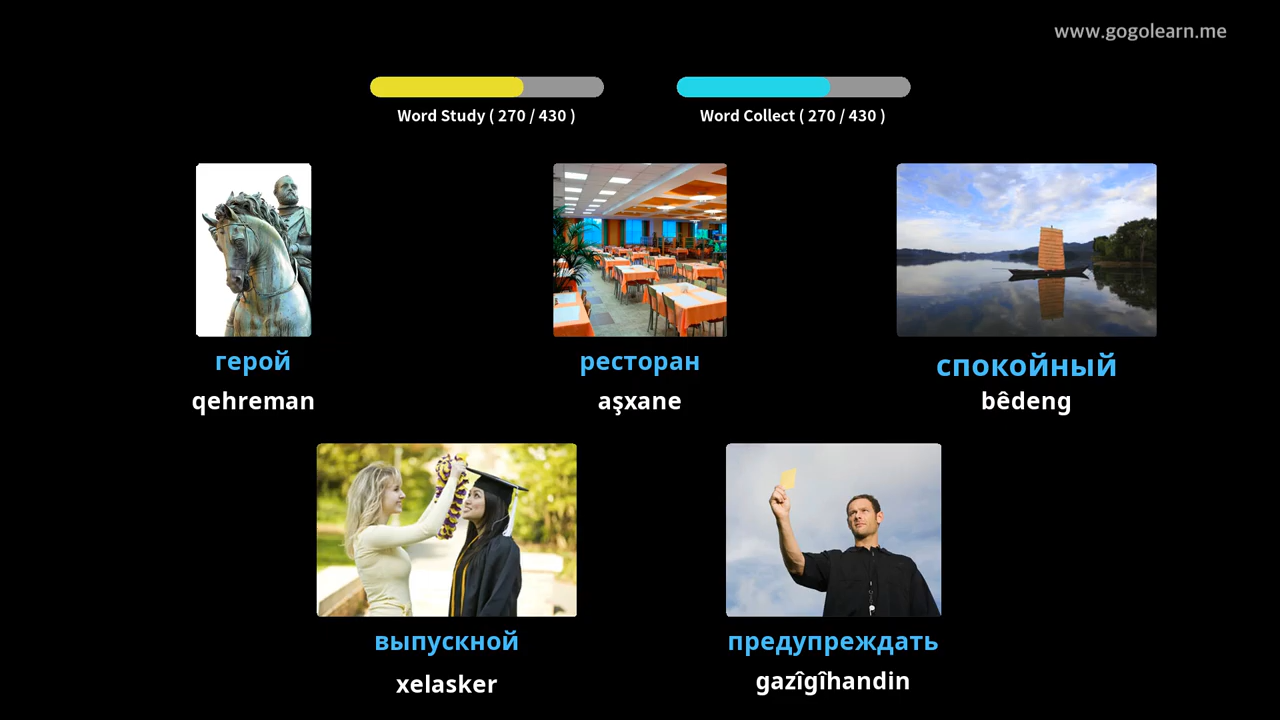 www.gogolearn.me
Word Study ( 270 / 430 )
Word Collect ( 270 / 430 )
герой
ресторан
спокойный
qehreman
aşxane
bêdeng
выпускной
предупреждать
xelasker
gazîgîhandin